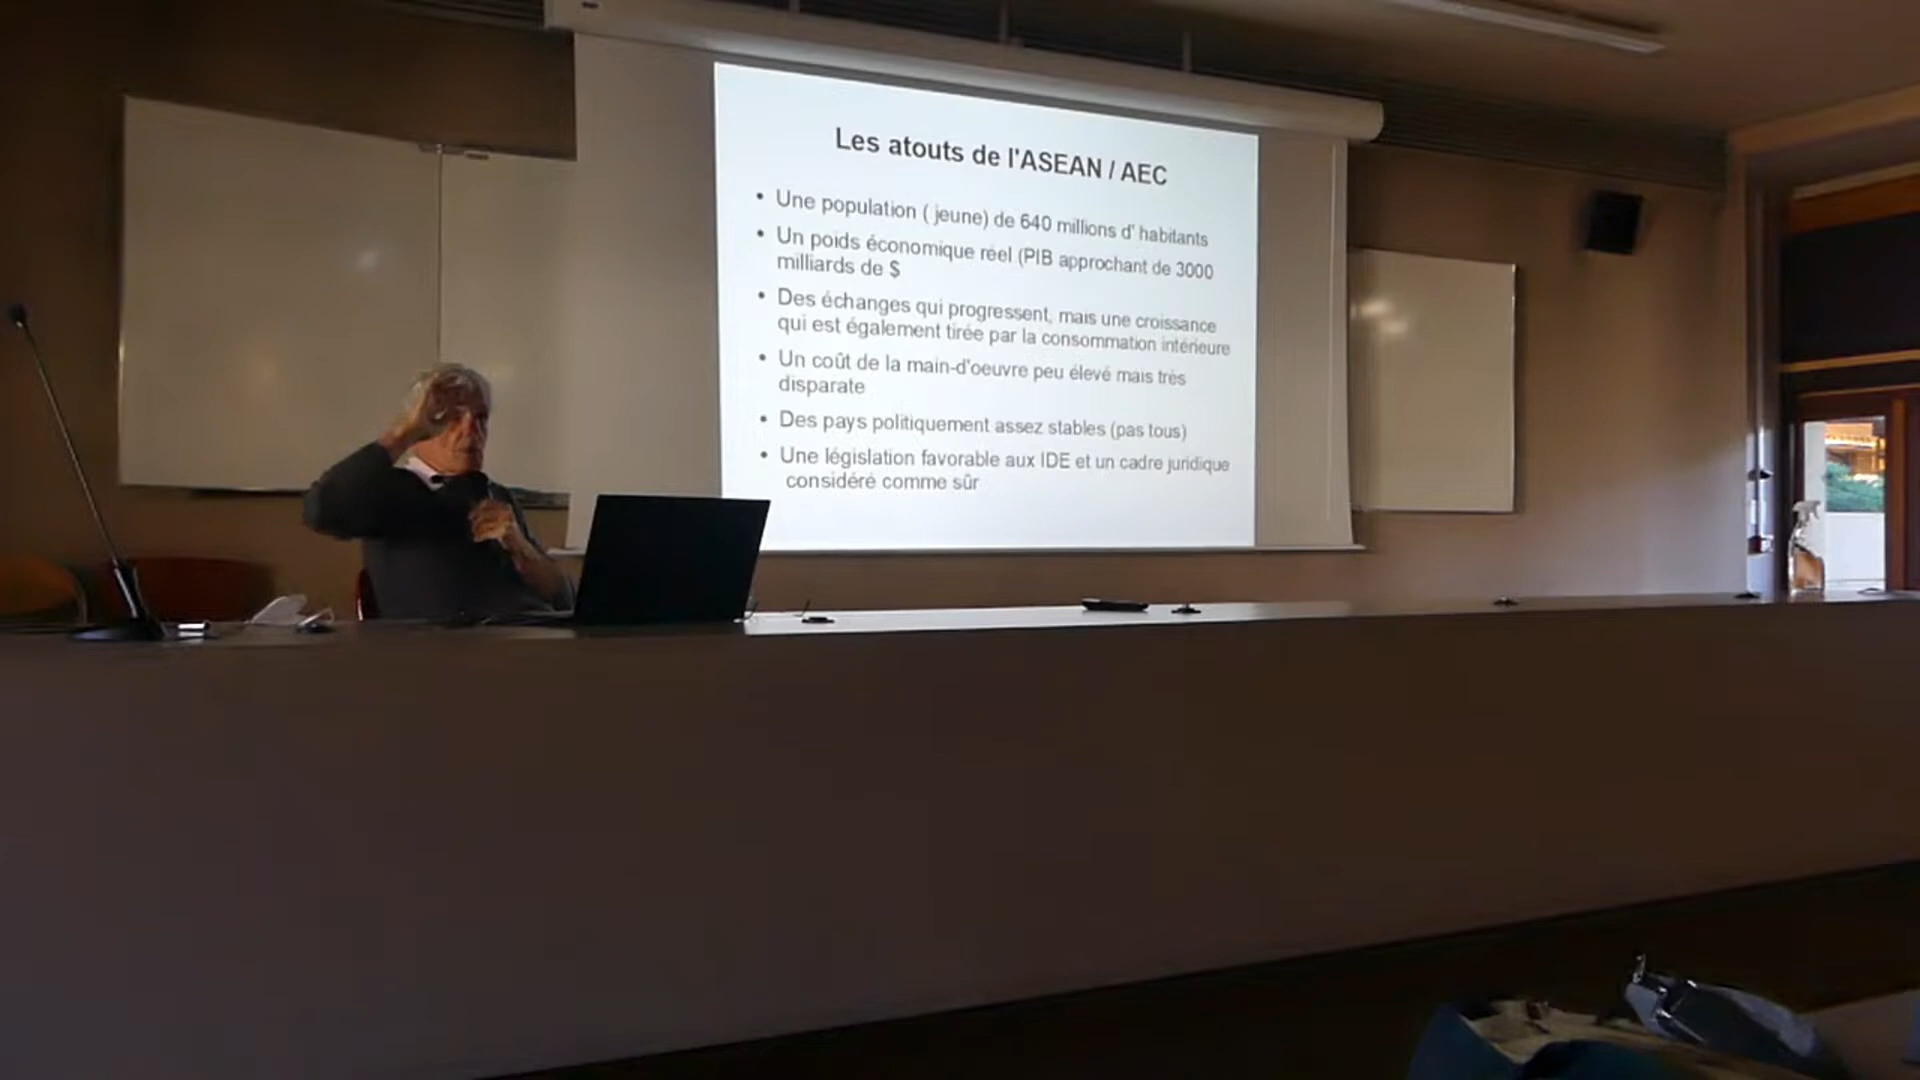 Les atouts de l'ASEAN / AEC
• Une population ( jeune) de 640 millions d' habitants
• Un poids économique réel (PIB approchant de 3000
milliards de $
• Des échanges qui progressent, mais une croissance
qui est également tirée par la consommation intérieure
• Un coût de la main-d'oeuvre peu élevé mais très
disparate
• Des pays politiquement assez stables (pas tous)
• Une législation favorable aux IDE et un cadre juridique
considéré comme sûr